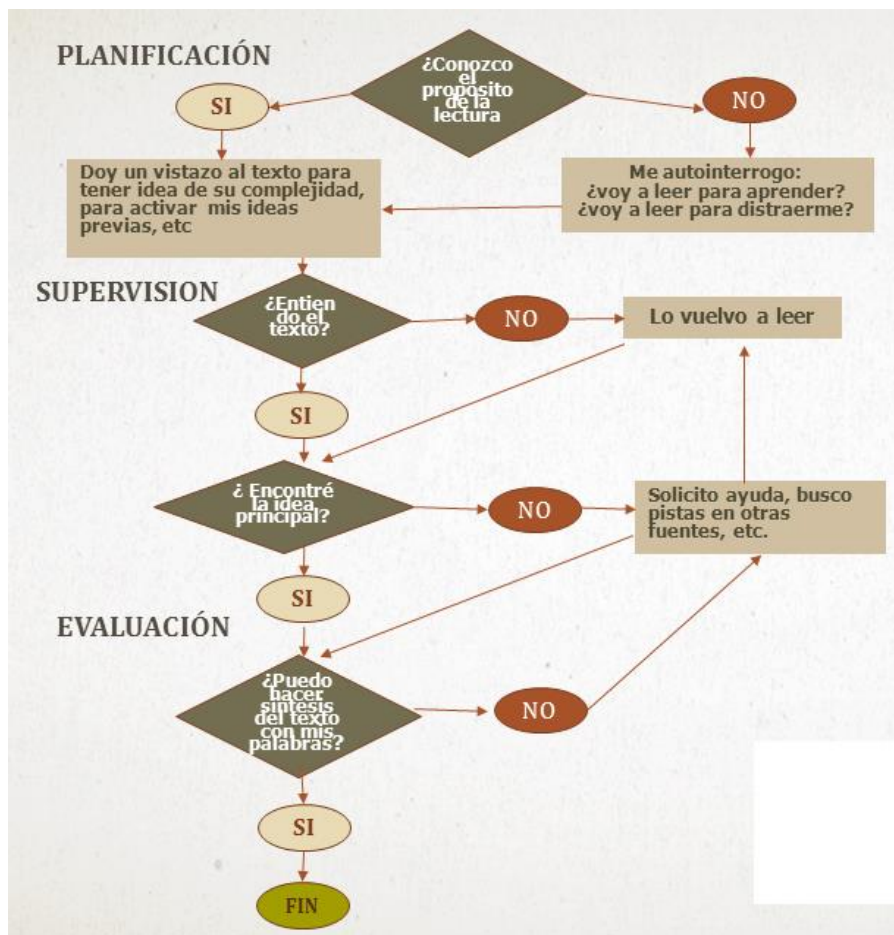 PLANIFICACIÓN
¿Conozco
el
propósito
de la
lectura
SI
NO
Doy un vistazo al texto para
tener idea de su complejidad,
para activar mis ideas
previas, etc
Me autointerrogo:
¿voy a leer para aprender?
¿voy a leer para distraerme?
SUPERVISION
¿Entien
do el
texto?
NO
Lo vuelvo a leer
SI
¿ Encontré
la idea
principal?
NO
Solicito ayuda, busco
pistas en otras
fuentes, etc.
SI
EVALUACIÓN
¿Puedo
hacer
síntesis
del texto
con mis
palabras?
NO
SI
FIN